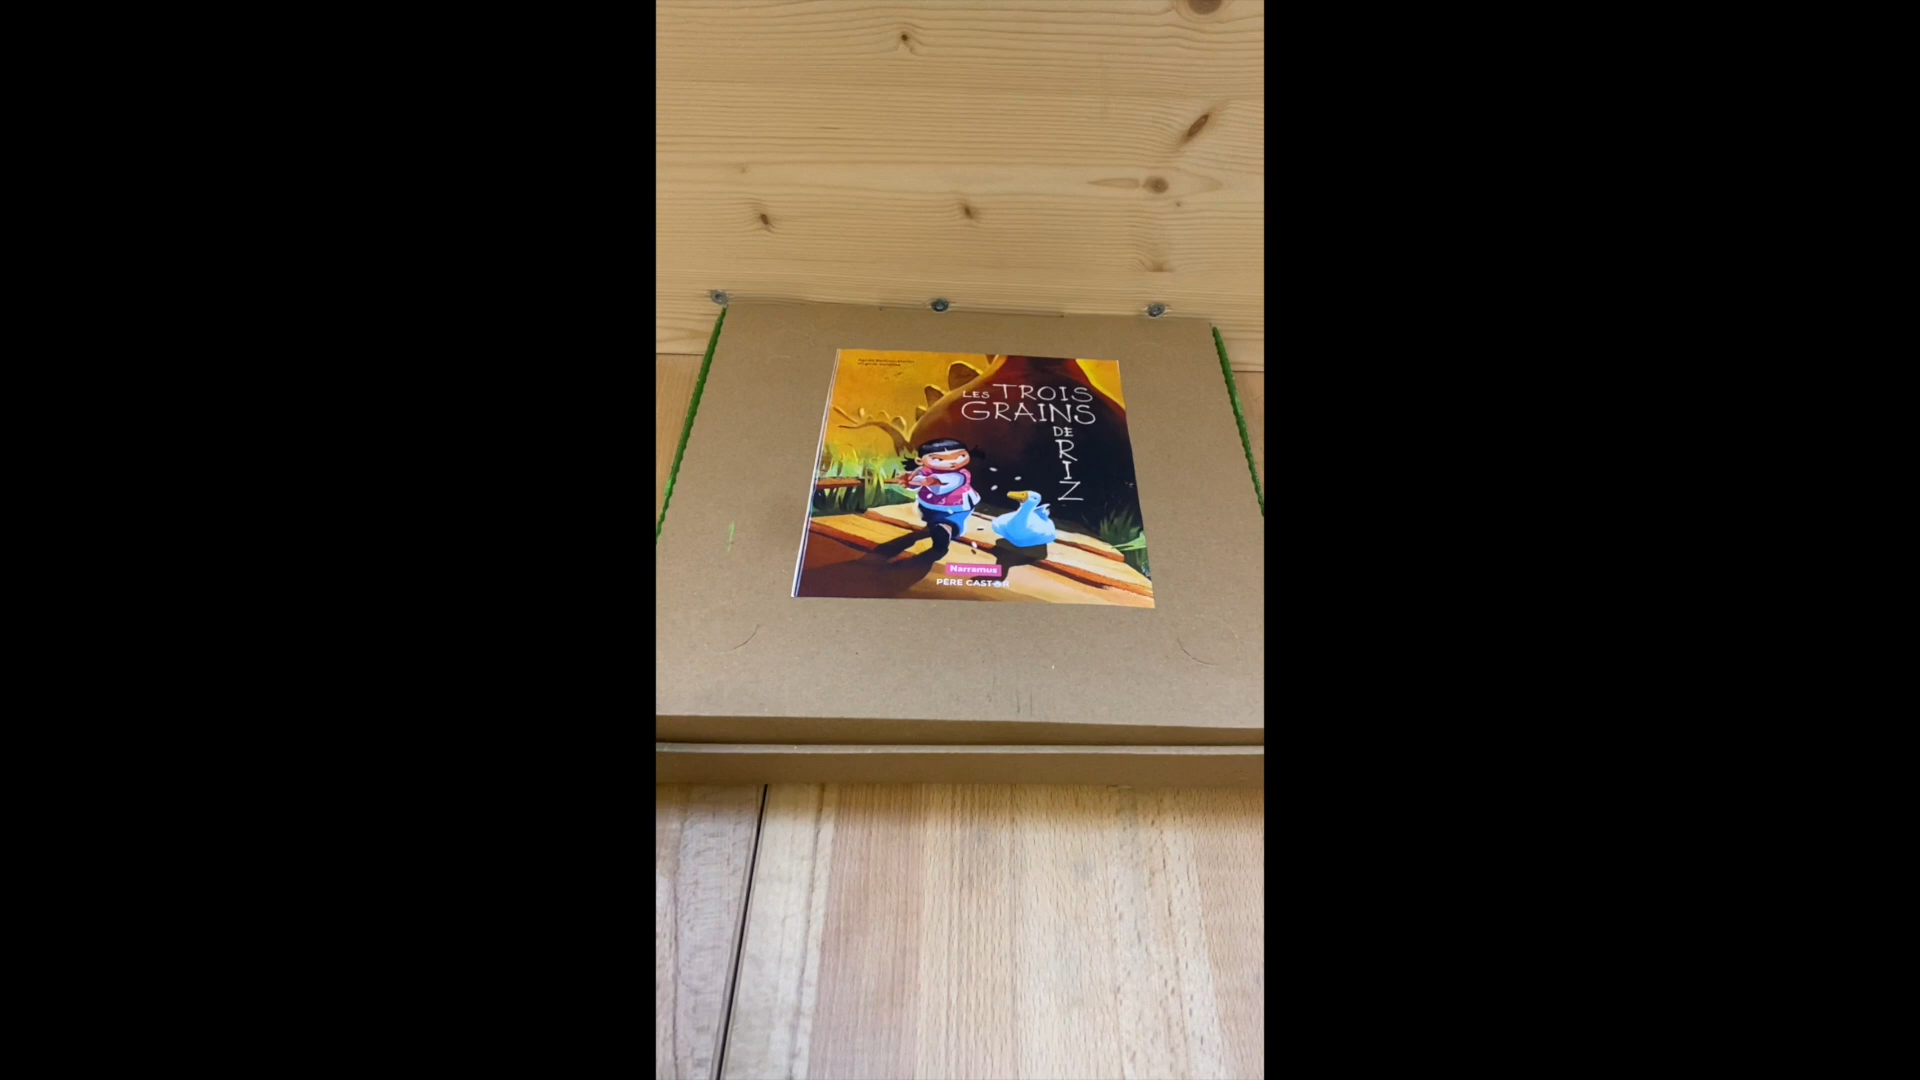 LES TROIS
GRAINS
DE
RIZ
Narramus
PÈRE CASTOR